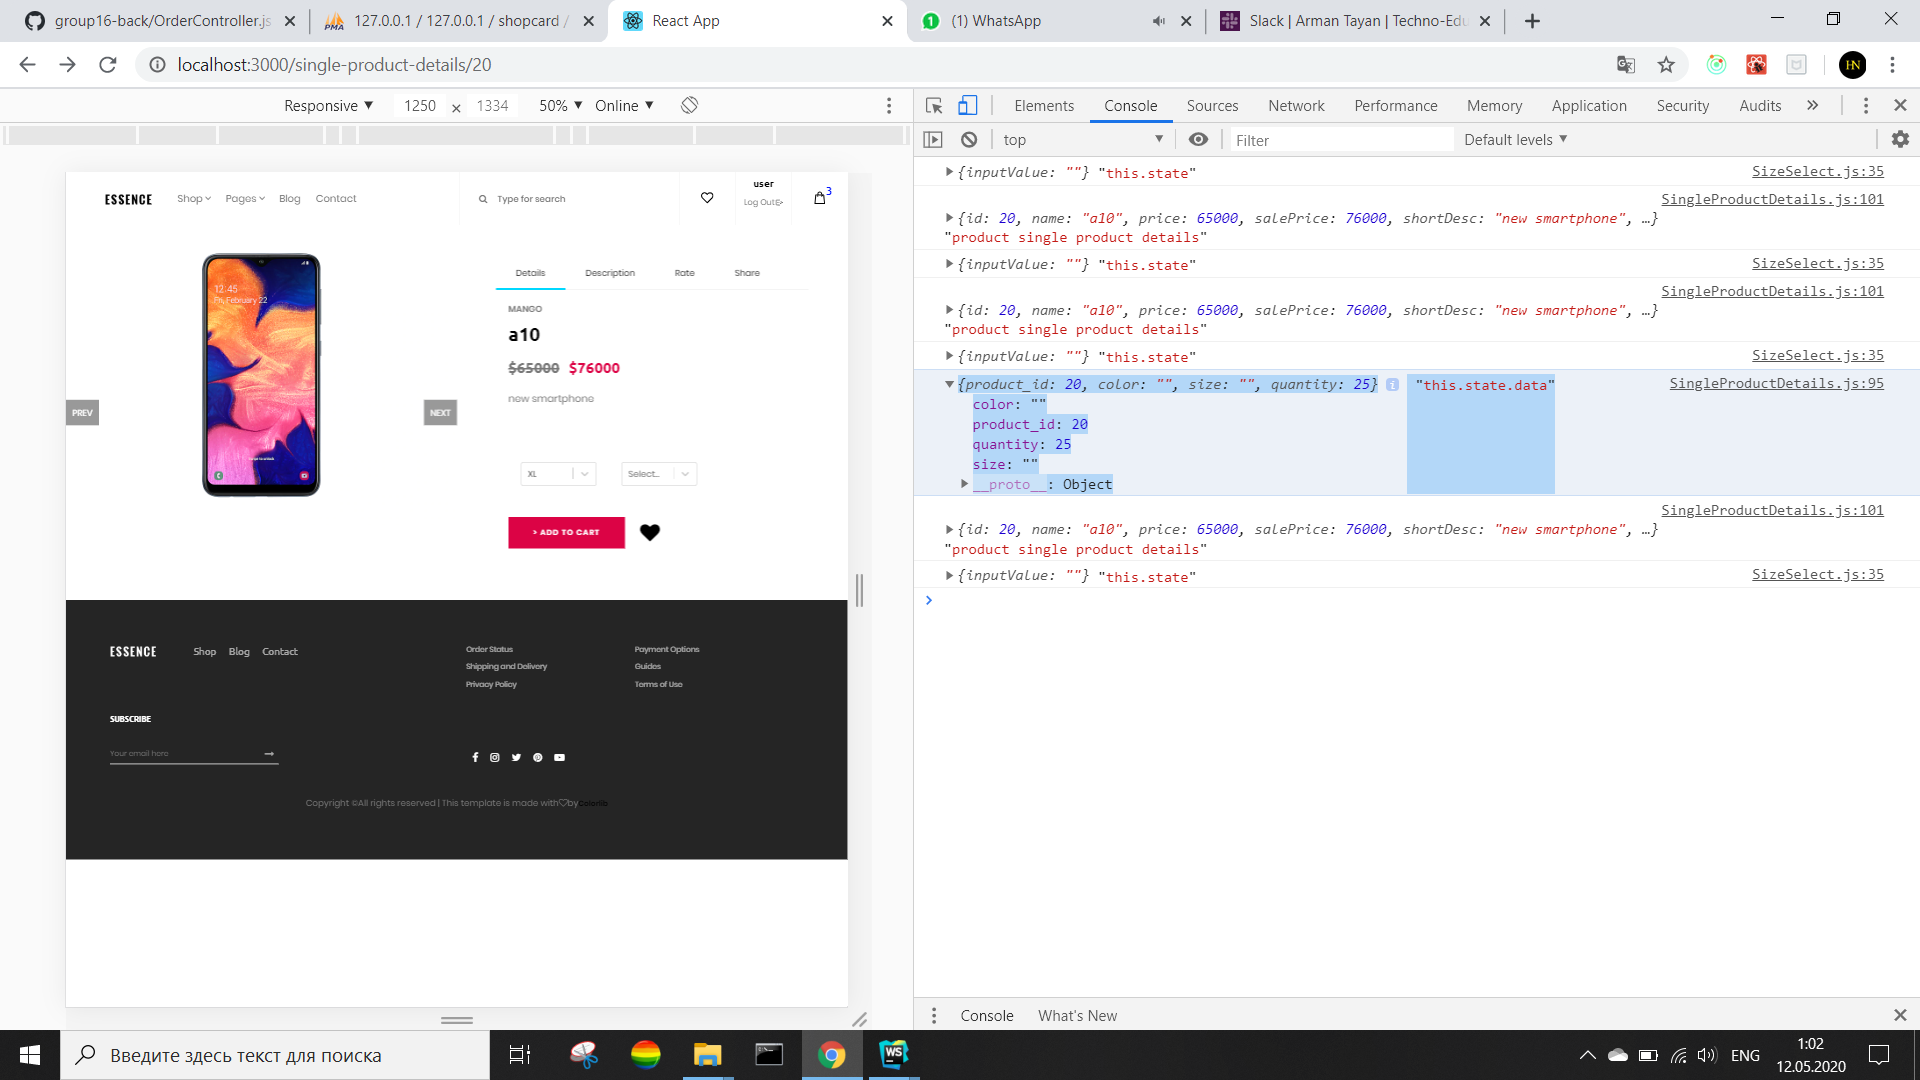 group16-back/OrderController.js
127.0.0.1 / 127.0.0.1 / shopcard /
React App
(1) WhatsApp
Slack | Arman Tayan | Techno-Edu
localhost:3000/single-product-details/20
Responsive 1250 × 1334 50% Online
Elements Console Sources Network Performance Memory Application Security Audits
top Filter Default levels
ESSENCE Shop Pages Blog Contact Type for search user Log Out 3
12:45
Fri, February 22
PREV
NEXT
Details Description Rate Share
MANGO
a10
$65000 $76000
new smartphone
XL Select...
> ADD TO CART
ESSENCE Shop Blog Contact
Order Status
Shipping and Delivery
Privacy Policy
Payment Options
Guides
Terms of Use
SUBSCRIBE
Your email here
Copyright ©All rights reserved | This template is made with by Colorlib
{inputValue: ""} "this.state" SizeSelect.js:35
SingleProductDetails.js:101
{id: 20, name: "a10", price: 65000, salePrice: 76000, shortDesc: "new smartphone", …}
"product single product details"
{inputValue: ""} "this.state" SizeSelect.js:35
SingleProductDetails.js:101
{id: 20, name: "a10", price: 65000, salePrice: 76000, shortDesc: "new smartphone", …}
"product single product details"
{inputValue: ""} "this.state" SizeSelect.js:35
{product_id: 20, color: "", size: "", quantity: 25} "this.state.data" SingleProductDetails.js:95
color: ""
product_id: 20
quantity: 25
size: ""
__proto__: Object
SingleProductDetails.js:101
{id: 20, name: "a10", price: 65000, salePrice: 76000, shortDesc: "new smartphone", …}
"product single product details"
{inputValue: ""} "this.state" SizeSelect.js:35
Console What's New
Введите здесь текст для поиска
ENG
1:02
12.05.2020